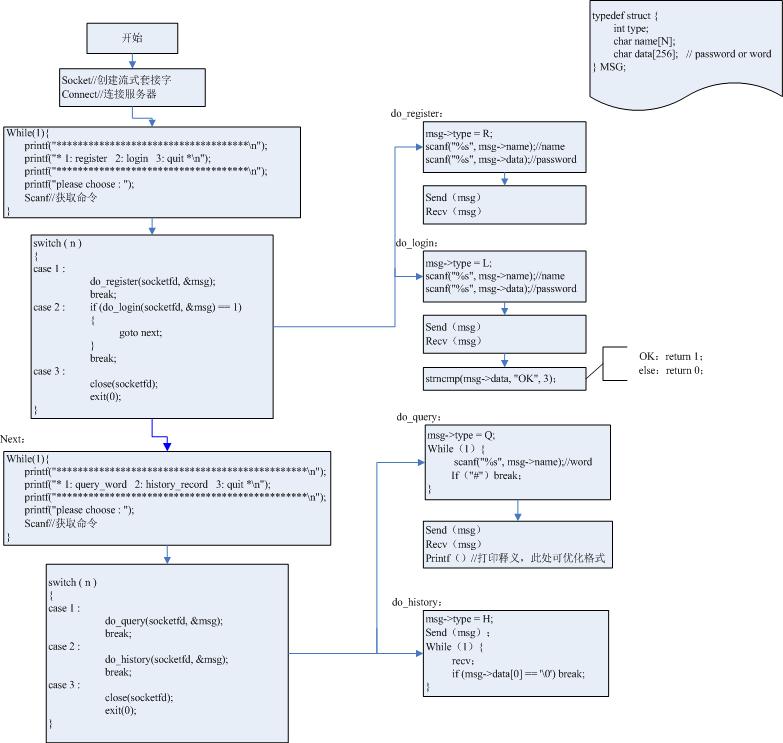 开始
Socket//创建流式套接字
Connect//连接服务器
While(1){
printf("************************************\n");
printf("* 1: register   2: login   3: quit *\n");
printf("************************************\n");
printf("please choose : ");
Scanf//获取命令
}
switch ( n )
{
case 1 :
do_register(socketfd, &msg);
break;
case 2 :   if (do_login(socketfd, &msg) == 1)
{
goto next;
}
break;
case 3 :
close(socketfd);
exit(0);
}
Next：
While(1){
printf("***********************************************\n");
printf("* 1: query_word   2: history_record   3: quit *\n");
printf("***********************************************\n");
printf("please choose : ");
Scanf//获取命令
}
switch ( n )
{
case 1 :
do_query(socketfd, &msg);
break;
case 2 :
do_history(socketfd, &msg);
break;
case 3 :
close(socketfd);
exit(0);
}
typedef struct {
int type;
char name[N];
char data[256];   // password or word
} MSG;
do_register：
msg->type = R;
scanf("%s", msg->name);//name
scanf("%s", msg->data);//password
Send（msg）
Recv（msg）
do_login：
msg->type = L;
scanf("%s", msg->name);//name
scanf("%s", msg->data);//password
Send（msg）
Recv（msg）
strncmp(msg->data, "OK", 3)；
OK：return 1；
else：return 0；
do_query：
msg->type = Q;
While（1）{
scanf("%s", msg->name);//word
If（"#"）break；
}
Send（msg）
Recv（msg）
Printf（）//打印释义，此处可优化格式
do_history：
msg->type = H;
Send（msg）；
While（1）{
recv；
if (msg->data[0] == '\0') break;
}